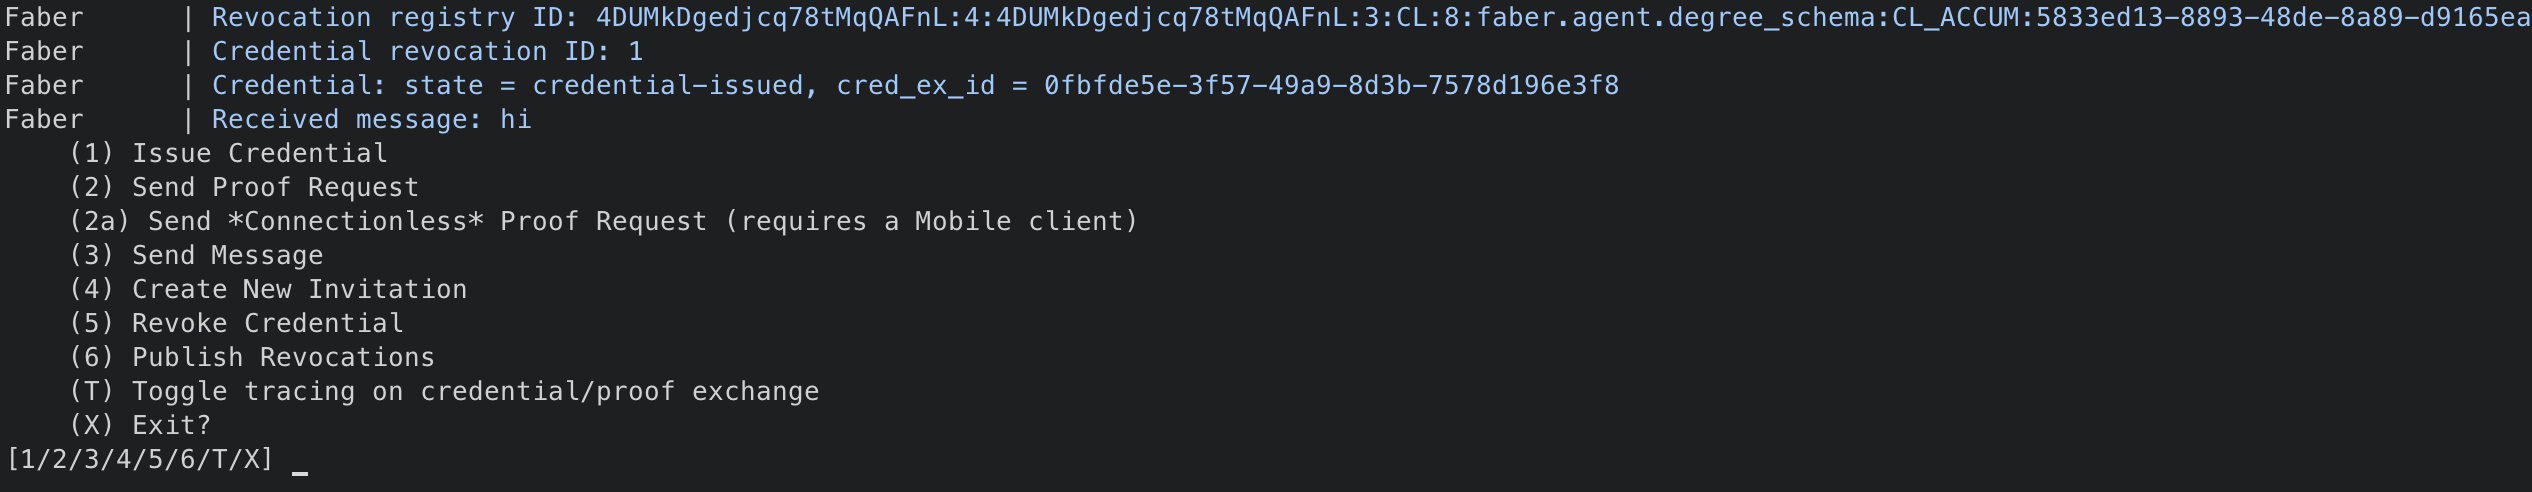 Faber      | Revocation registry ID: 4DUMkDgedjcq78tMqQAFnL:4:4DUMkDgedjcq78tMqQAFnL:3:CL:8:faber.agent.degree_schema:CL_ACCUM:5833ed13-8893-48de-8a89-d9165ea
Faber      | Credential revocation ID: 1
Faber      | Credential: state = credential-issued, cred_ex_id = 0fbfde5e-3f57-49a9-8d3b-7578d196e3f8
Faber      | Received message: hi
    (1) Issue Credential
    (2) Send Proof Request
    (2a) Send *Connectionless* Proof Request (requires a Mobile client)
    (3) Send Message
    (4) Create New Invitation
    (5) Revoke Credential
    (6) Publish Revocations
    (T) Toggle tracing on credential/proof exchange
    (X) Exit?
[1/2/3/4/5/6/T/X] _